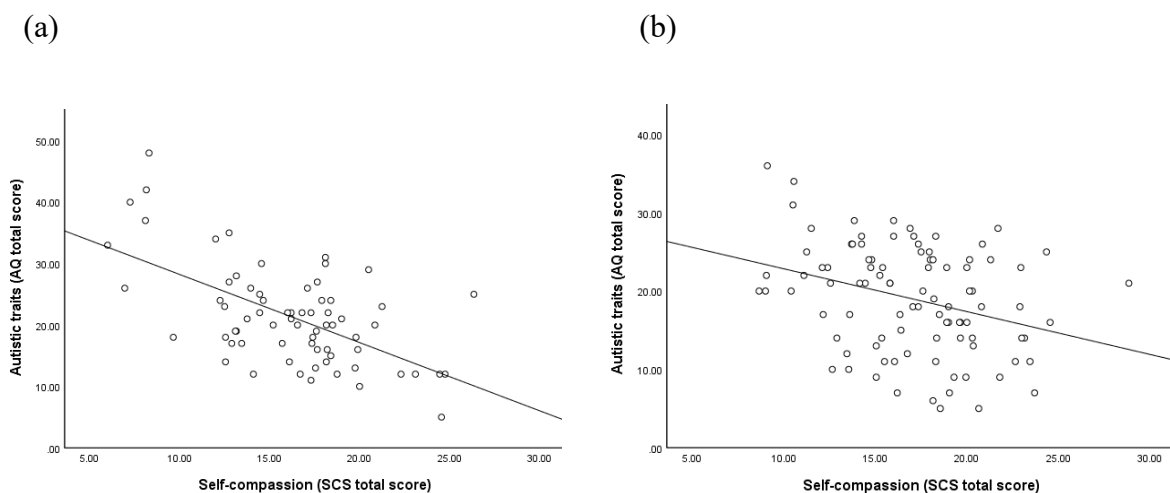 (a)
Autistic traits (AQ total score)
50.00
40.00
30.00
20.00
10.00
.00
5.00 10.00 15.00 20.00 25.00 30.00
Self-compassion (SCS total score)
(b)
Autistic traits (AQ total score)
40.00
30.00
20.00
10.00
.00
5.00 10.00 15.00 20.00 25.00 30.00
Self-compassion (SCS total score)